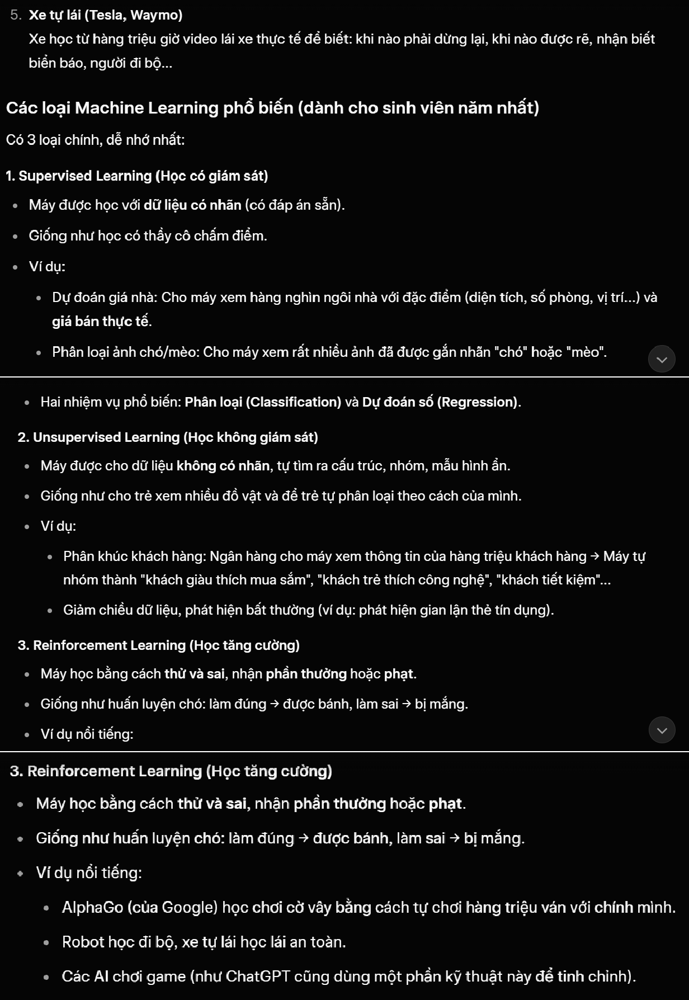 5. Xe tự lái (Tesla, Waymo)
Xe học từ hàng triệu giờ video lái xe thực tế để biết: khi nào phải dừng lại, khi nào được rẽ, nhận biết
biển báo, người đi bộ...
Các loại Machine Learning phổ biến (dành cho sinh viên năm nhất)
Có 3 loại chính, dễ nhớ nhất:
1. Supervised Learning (Học có giám sát)
• Máy được học với dữ liệu có nhãn (có đáp án sẵn).
• Giống như học có thầy cô chấm điểm.
• Ví dụ:
• Dự đoán giá nhà: Cho máy xem hàng nghìn ngôi nhà với đặc điểm (diện tích, số phòng, vị trí...) và
giá bán thực tế.
• Phân loại ảnh chó/mèo: Cho máy xem rất nhiều ảnh đã được gắn nhãn "chó" hoặc "mèo".
• Hai nhiệm vụ phổ biến: Phân loại (Classification) và Dự đoán số (Regression).
2. Unsupervised Learning (Học không giám sát)
• Máy được cho dữ liệu không có nhãn, tự tìm ra cấu trúc, nhóm, mẫu hình ẩn.
• Giống như cho trẻ xem nhiều đồ vật và để trẻ tự phân loại theo cách của mình.
• Ví dụ:
• Phân khúc khách hàng: Ngân hàng cho máy xem thông tin của hàng triệu khách hàng → Máy tự
nhóm thành "khách giàu thích mua sắm", "khách trẻ thích công nghệ", "khách tiết kiệm"...
• Giảm chiều dữ liệu, phát hiện bất thường (ví dụ: phát hiện gian lận thẻ tín dụng).
3. Reinforcement Learning (Học tăng cường)
• Máy học bằng cách thử và sai, nhận phần thưởng hoặc phạt.
• Giống như huấn luyện chó: làm đúng → được bánh, làm sai → bị mắng.
• Ví dụ nổi tiếng:
3. Reinforcement Learning (Học tăng cường)
• Máy học bằng cách thử và sai, nhận phần thưởng hoặc phạt.
• Giống như huấn luyện chó: làm đúng → được bánh, làm sai → bị mắng.
• Ví dụ nổi tiếng:
• AlphaGo (của Google) học chơi cờ vây bằng cách tự chơi hàng triệu ván với chính mình.
• Robot học đi bộ, xe tự lái học lái an toàn.
• Các AI chơi game (như ChatGPT cũng dùng một phần kỹ thuật này để tinh chỉnh).